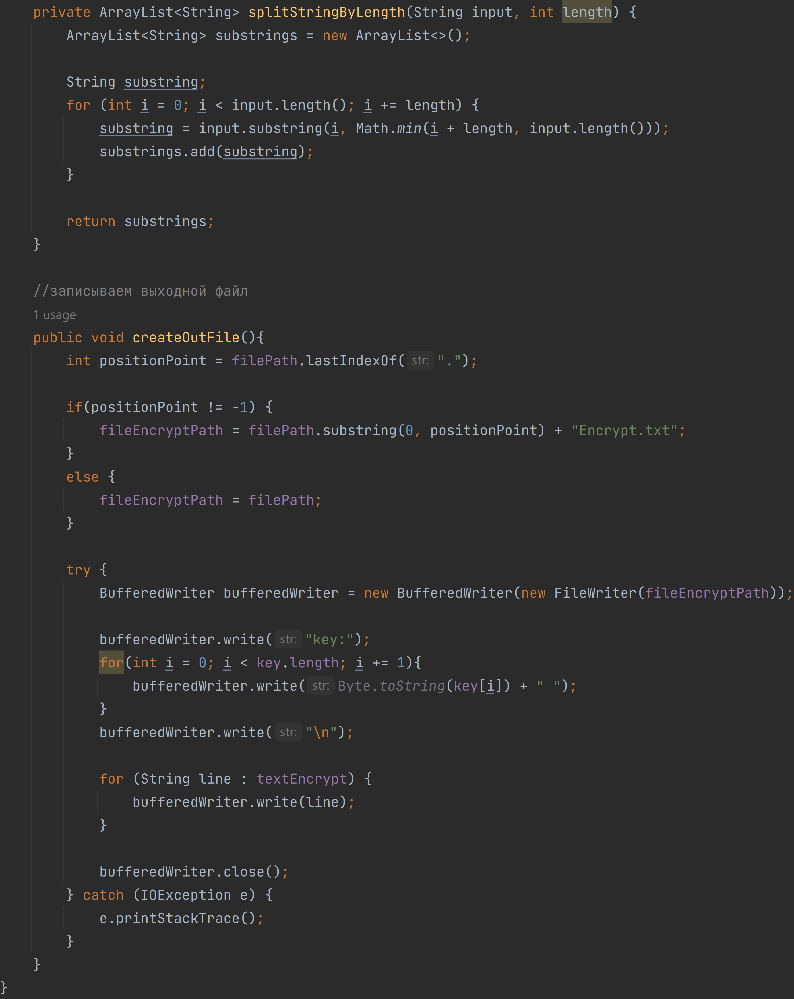 private ArrayList<String> splitStringByLength(String input, int length) {
ArrayList<String> substrings = new ArrayList<>();
String substring;
for (int i = 0; i < input.length(); i += length) {
substring = input.substring(i, Math.min(i + length, input.length()));
substrings.add(substring);
}
return substrings;
}
//записываем выходной файл
1 usage
public void createOutFile(){
int positionPoint = filePath.lastIndexOf( str: ".");
if(positionPoint != -1) {
fileEncryptPath = filePath.substring(0, positionPoint) + "Encrypt.txt";
}
else {
fileEncryptPath = filePath;
}
try {
BufferedWriter bufferedWriter = new BufferedWriter(new FileWriter(fileEncryptPath));
bufferedWriter.write( str: "key:");
for(int i = 0; i < key.length; i += 1){
bufferedWriter.write( str: Byte.toString(key[i]) + " ");
}
bufferedWriter.write( str: "\n");
for (String line : textEncrypt) {
bufferedWriter.write(line);
}
bufferedWriter.close();
} catch (IOException e) {
e.printStackTrace();
}
}
}